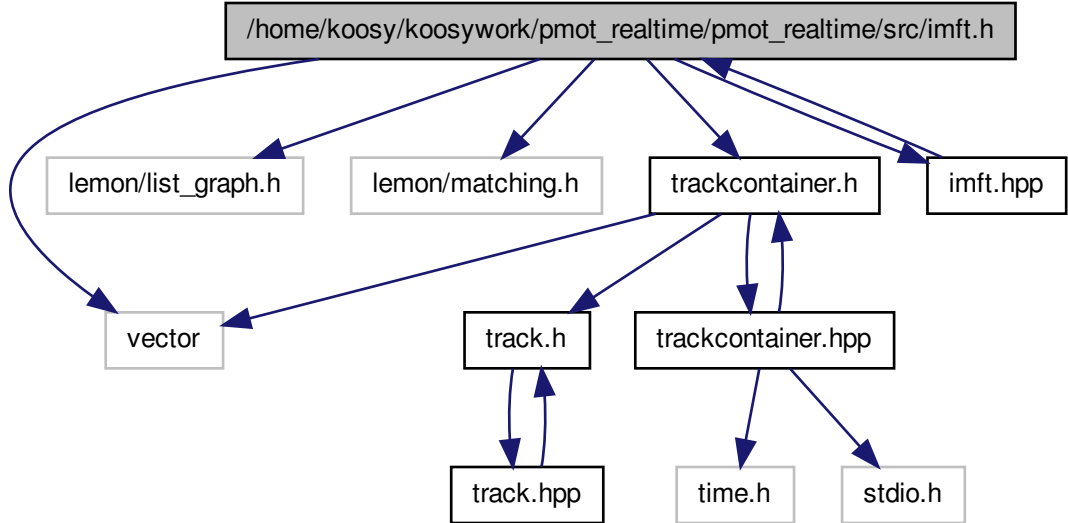 /home/koosy/koosywork/pmot_realtime/pmot_realtime/src/imft.h
lemon/list_graph.h
lemon/matching.h
trackcontainer.h
imft.hpp
vector
track.h
trackcontainer.hpp
track.hpp
time.h
stdio.h